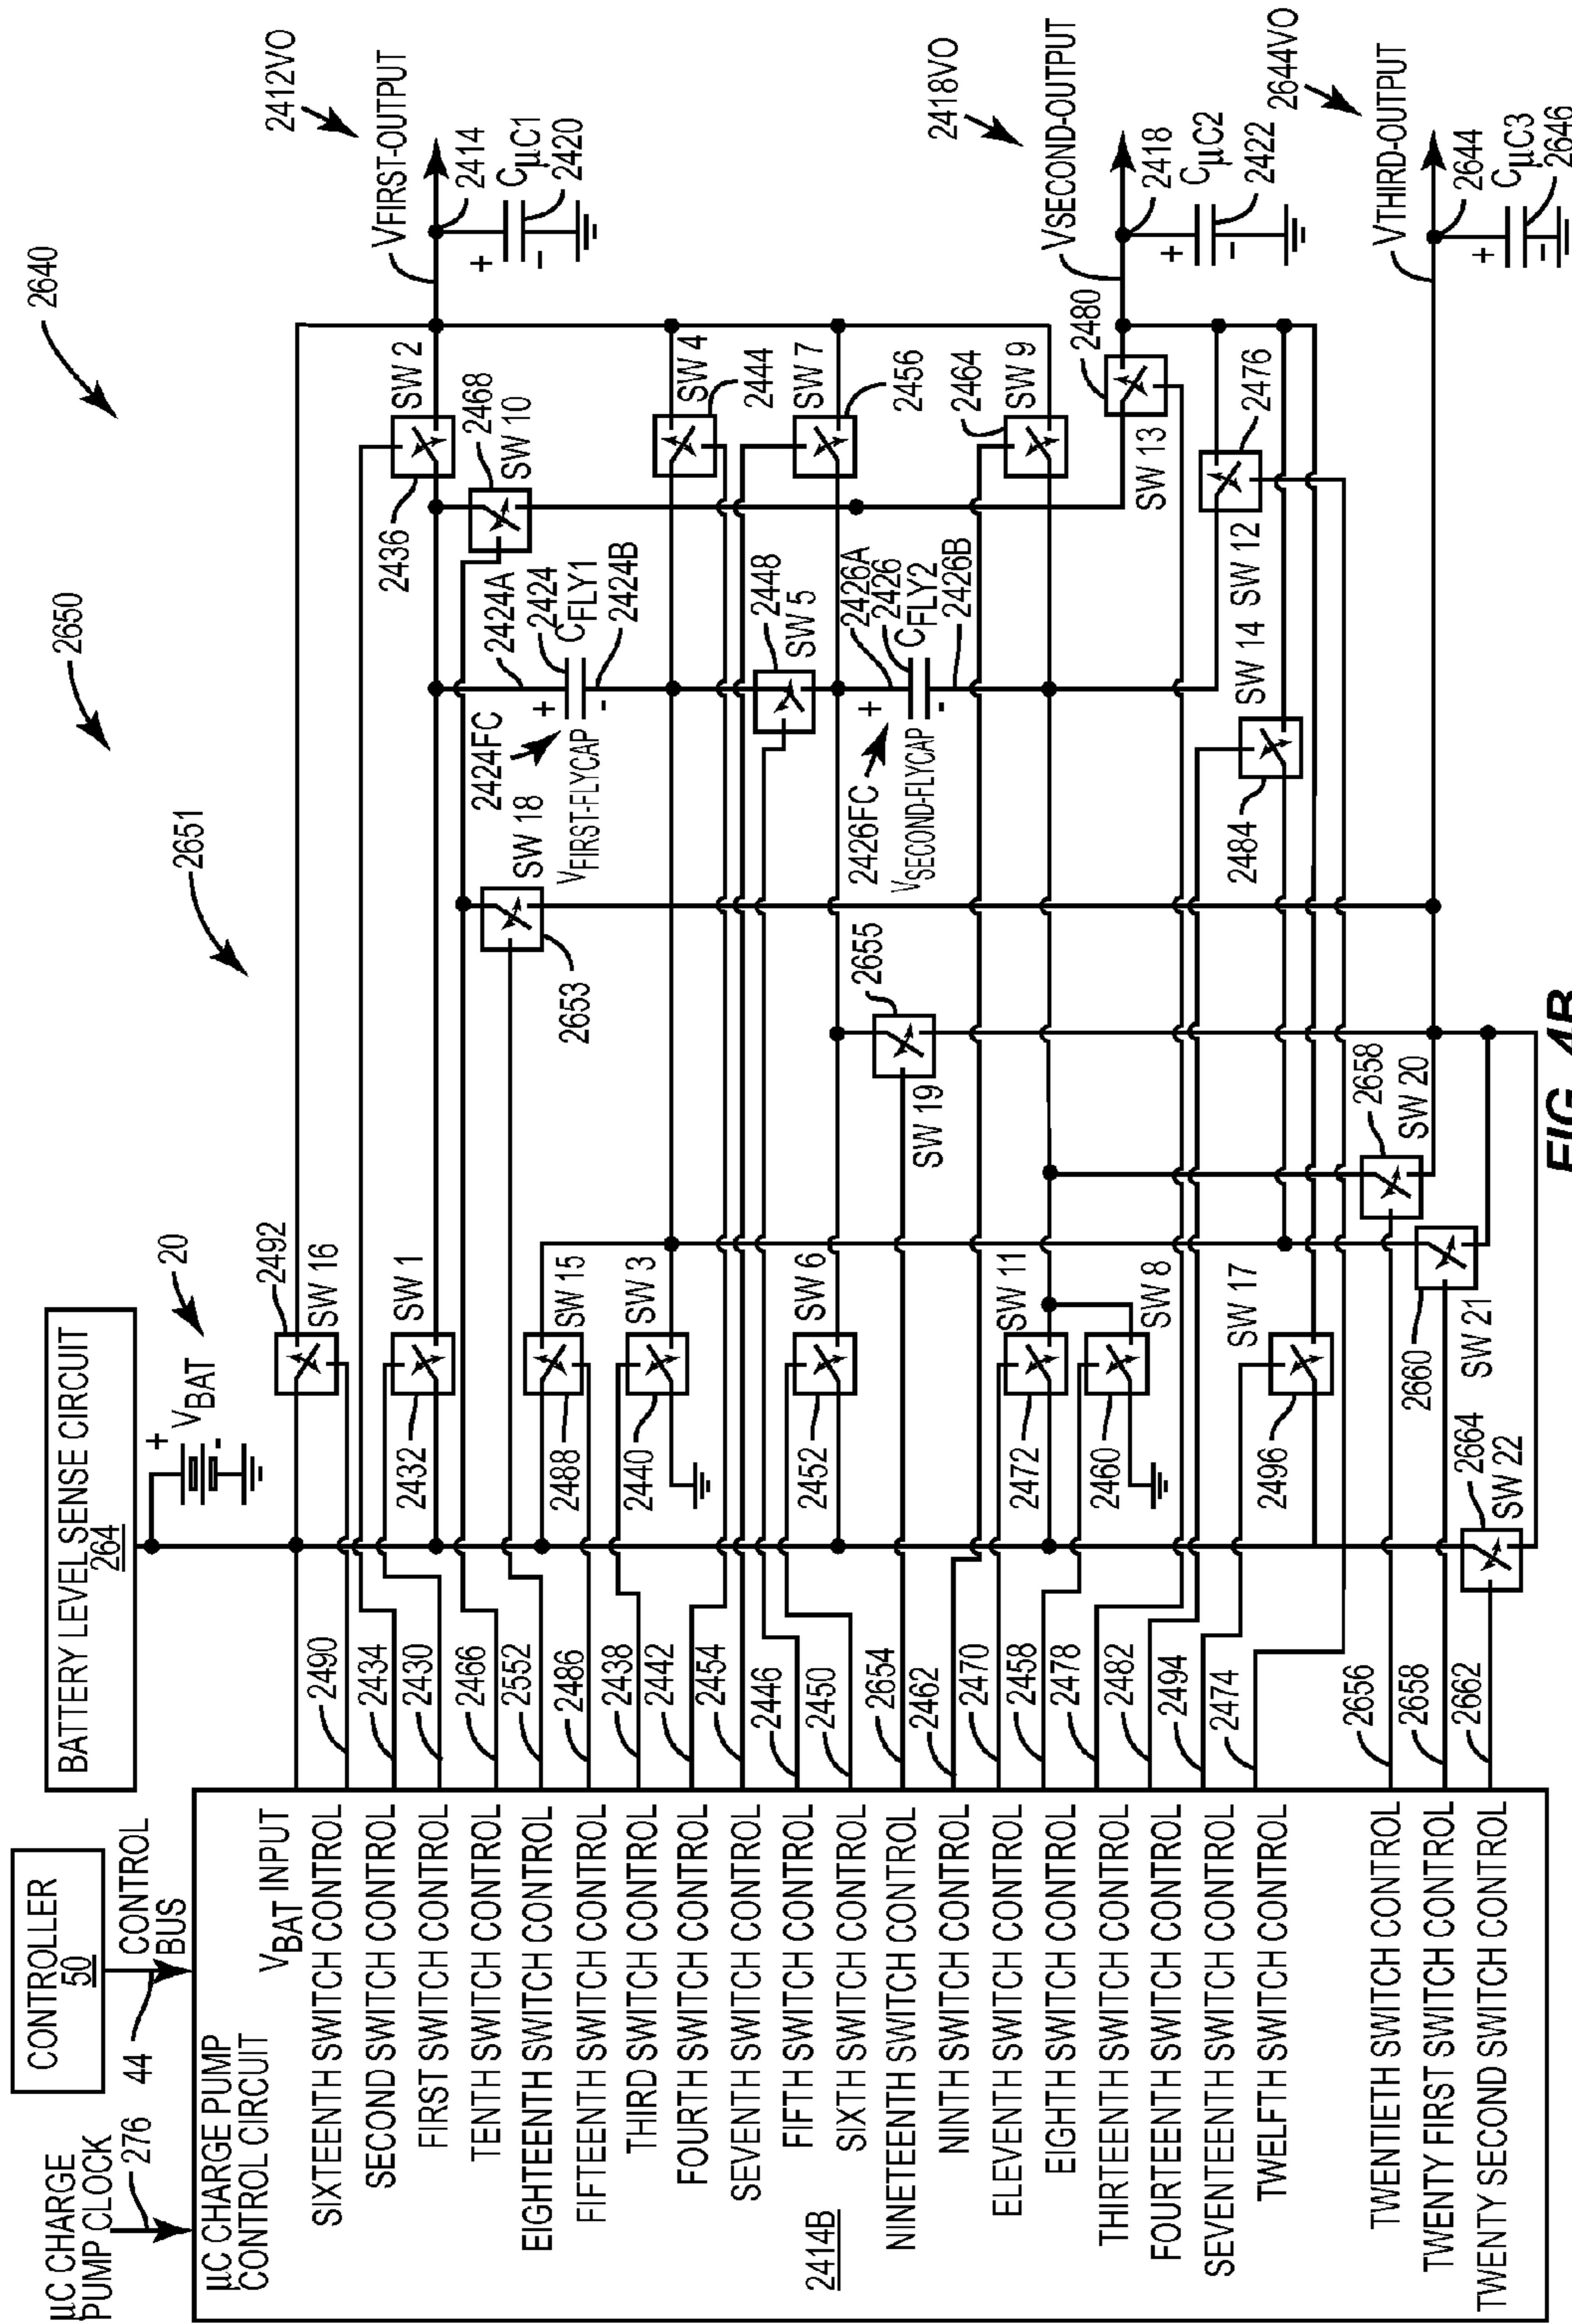 µC CHARGE
PUMP CLOCK
276
CONTROLLER
50
44
CONTROL
BUS
BATTERY LEVEL SENSE CIRCUIT
264
+
-
VBAT
20
µC CHARGE PUMP
CONTROL CIRCUIT
2414B
VBAT INPUT
SIXTEENTH SWITCH CONTROL
SECOND SWITCH CONTROL
FIRST SWITCH CONTROL
TENTH SWITCH CONTROL
EIGHTEENTH SWITCH CONTROL
FIFTEENTH SWITCH CONTROL
THIRD SWITCH CONTROL
FOURTH SWITCH CONTROL
SEVENTH SWITCH CONTROL
FIFTH SWITCH CONTROL
SIXTH SWITCH CONTROL
NINETEENTH SWITCH CONTROL
NINTH SWITCH CONTROL
ELEVENTH SWITCH CONTROL
EIGHTH SWITCH CONTROL
THIRTEENTH SWITCH CONTROL
FOURTEENTH SWITCH CONTROL
SEVENTEENTH SWITCH CONTROL
TWELFTH SWITCH CONTROL
TWENTIETH SWITCH CONTROL
TWENTY FIRST SWITCH CONTROL
TWENTY SECOND SWITCH CONTROL
2490
2434
2430
2466
2552
2486
2438
2442
2454
2446
2450
2654
2462
2470
2458
2478
2482
2494
2474
2656
2658
2662
2492
SW 16
SW 1
2432
SW 15
2488
SW 3
2440
SW 6
2452
SW 11
2472
SW 8
2460
SW 17
2496
2660
SW 21
2664
SW 22
2658
SW 20
2655
SW 19
2653
SW 18
2651
2650
2640
2424FC
+
-
VFIRST-FLYCAP
2424A
2424
CFLY1
2424B
2448
SW 5
2426FC
+
-
VSECOND-FLYCAP
2426A
2426
CFLY2
2426B
2436
SW 2
2468
SW 10
SW 4
2444
SW 7
2456
SW 9
2464
2480
SW 13
2476
SW 12
SW 14
2484
2412VO
VFIRST-OUTPUT
2414
+
-
CµC1
2420
2418VO
VSECOND-OUTPUT
2418
+
-
CµC2
2422
2644VO
VTHIRD-OUTPUT
2644
+
-
CµC3
2646
FIG. 4B